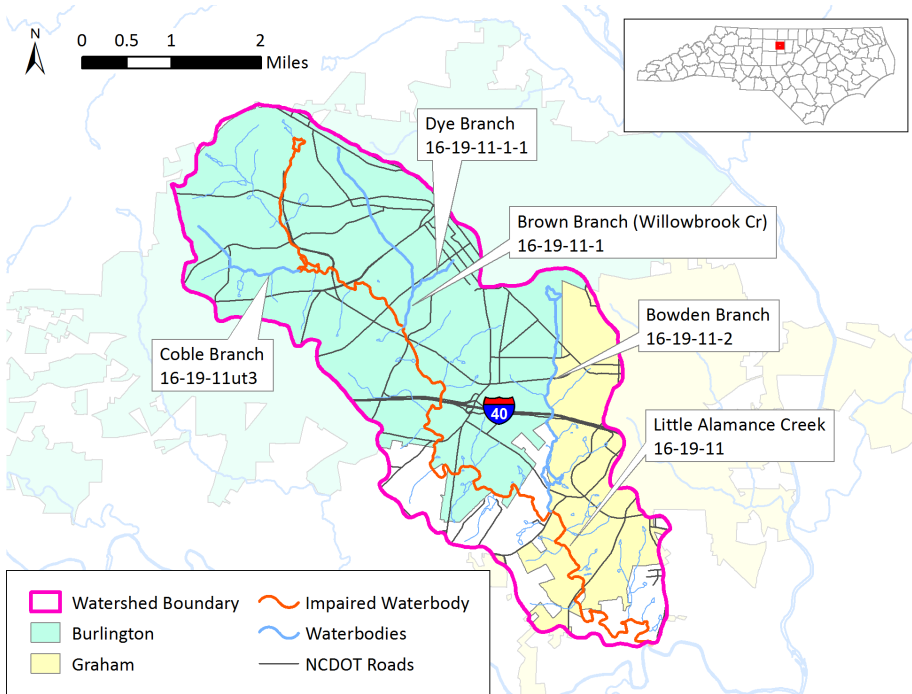 N
0 0.5 1 2
Miles
Dye Branch
16-19-11-1-1
Brown Branch (Willowbrook Cr)
16-19-11-1
Bowden Branch
16-19-11-2
Coble Branch
16-19-11ut3
40
Little Alamance Creek
16-19-11
Watershed Boundary
Impaired Waterbody
Burlington
Waterbodies
Graham
NCDOT Roads